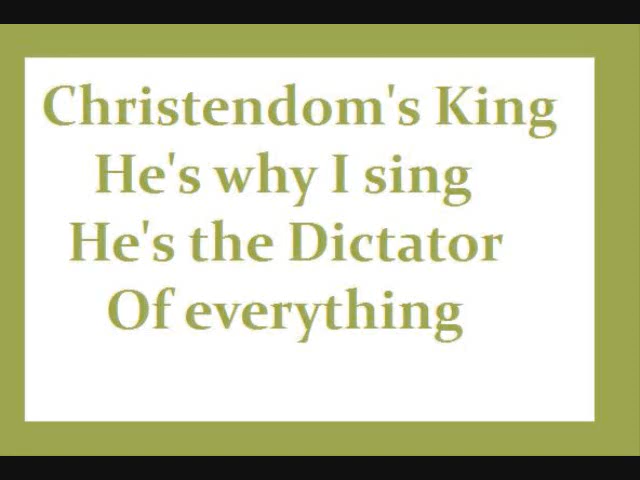 Christendom's King
He's why I sing
He's the Dictator
Of everything